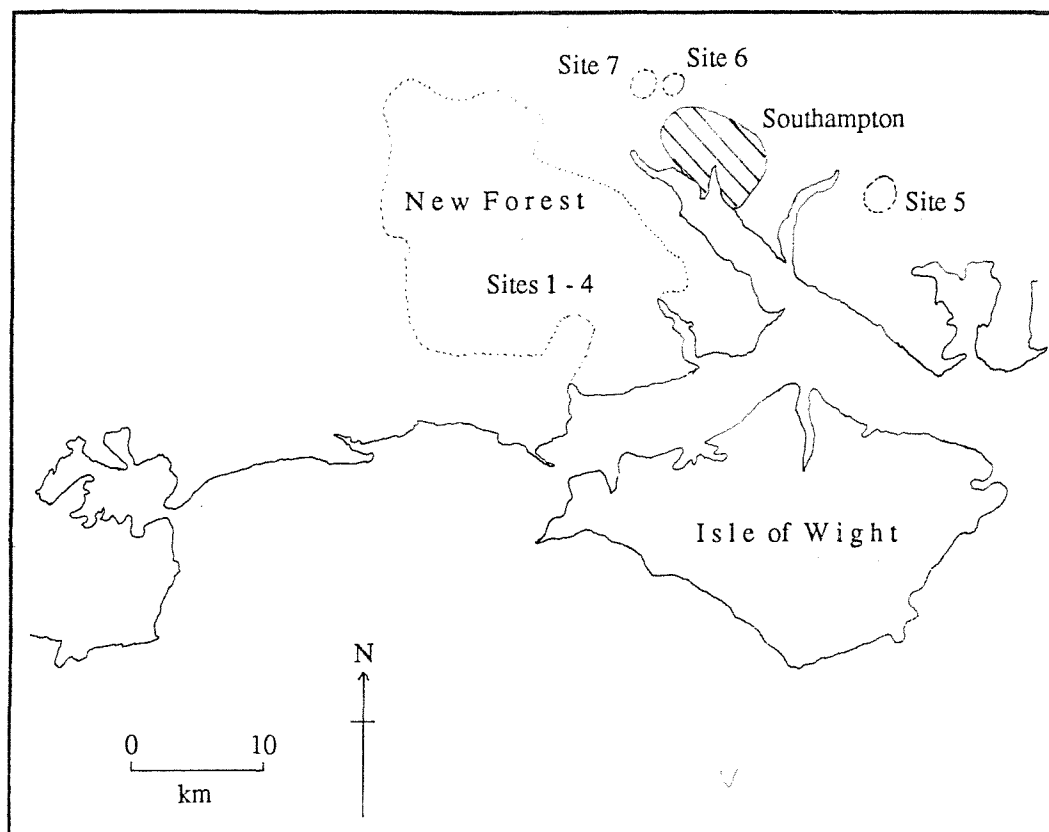 Site 7
Site 6
Southampton
New Forest
Site 5
Sites 1 - 4
Isle of Wight
N
0 10
km